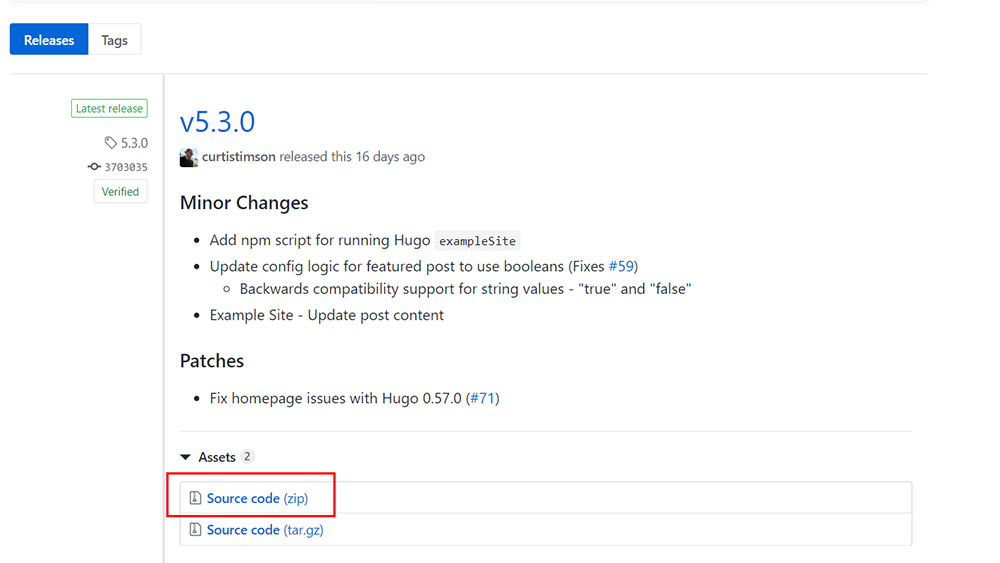 Releases Tags
Latest release
5.3.0
3703035
Verified
v5.3.0
curtistimson released this 16 days ago
Minor Changes
Add npm script for running Hugo exampleSite
Update config logic for featured post to use booleans (Fixes #59)
Backwards compatibility support for string values - "true" and "false"
Example Site - Update post content
Patches
Fix homepage issues with Hugo 0.57.0 (#71)
Assets 2
Source code (zip)
Source code (tar.gz)